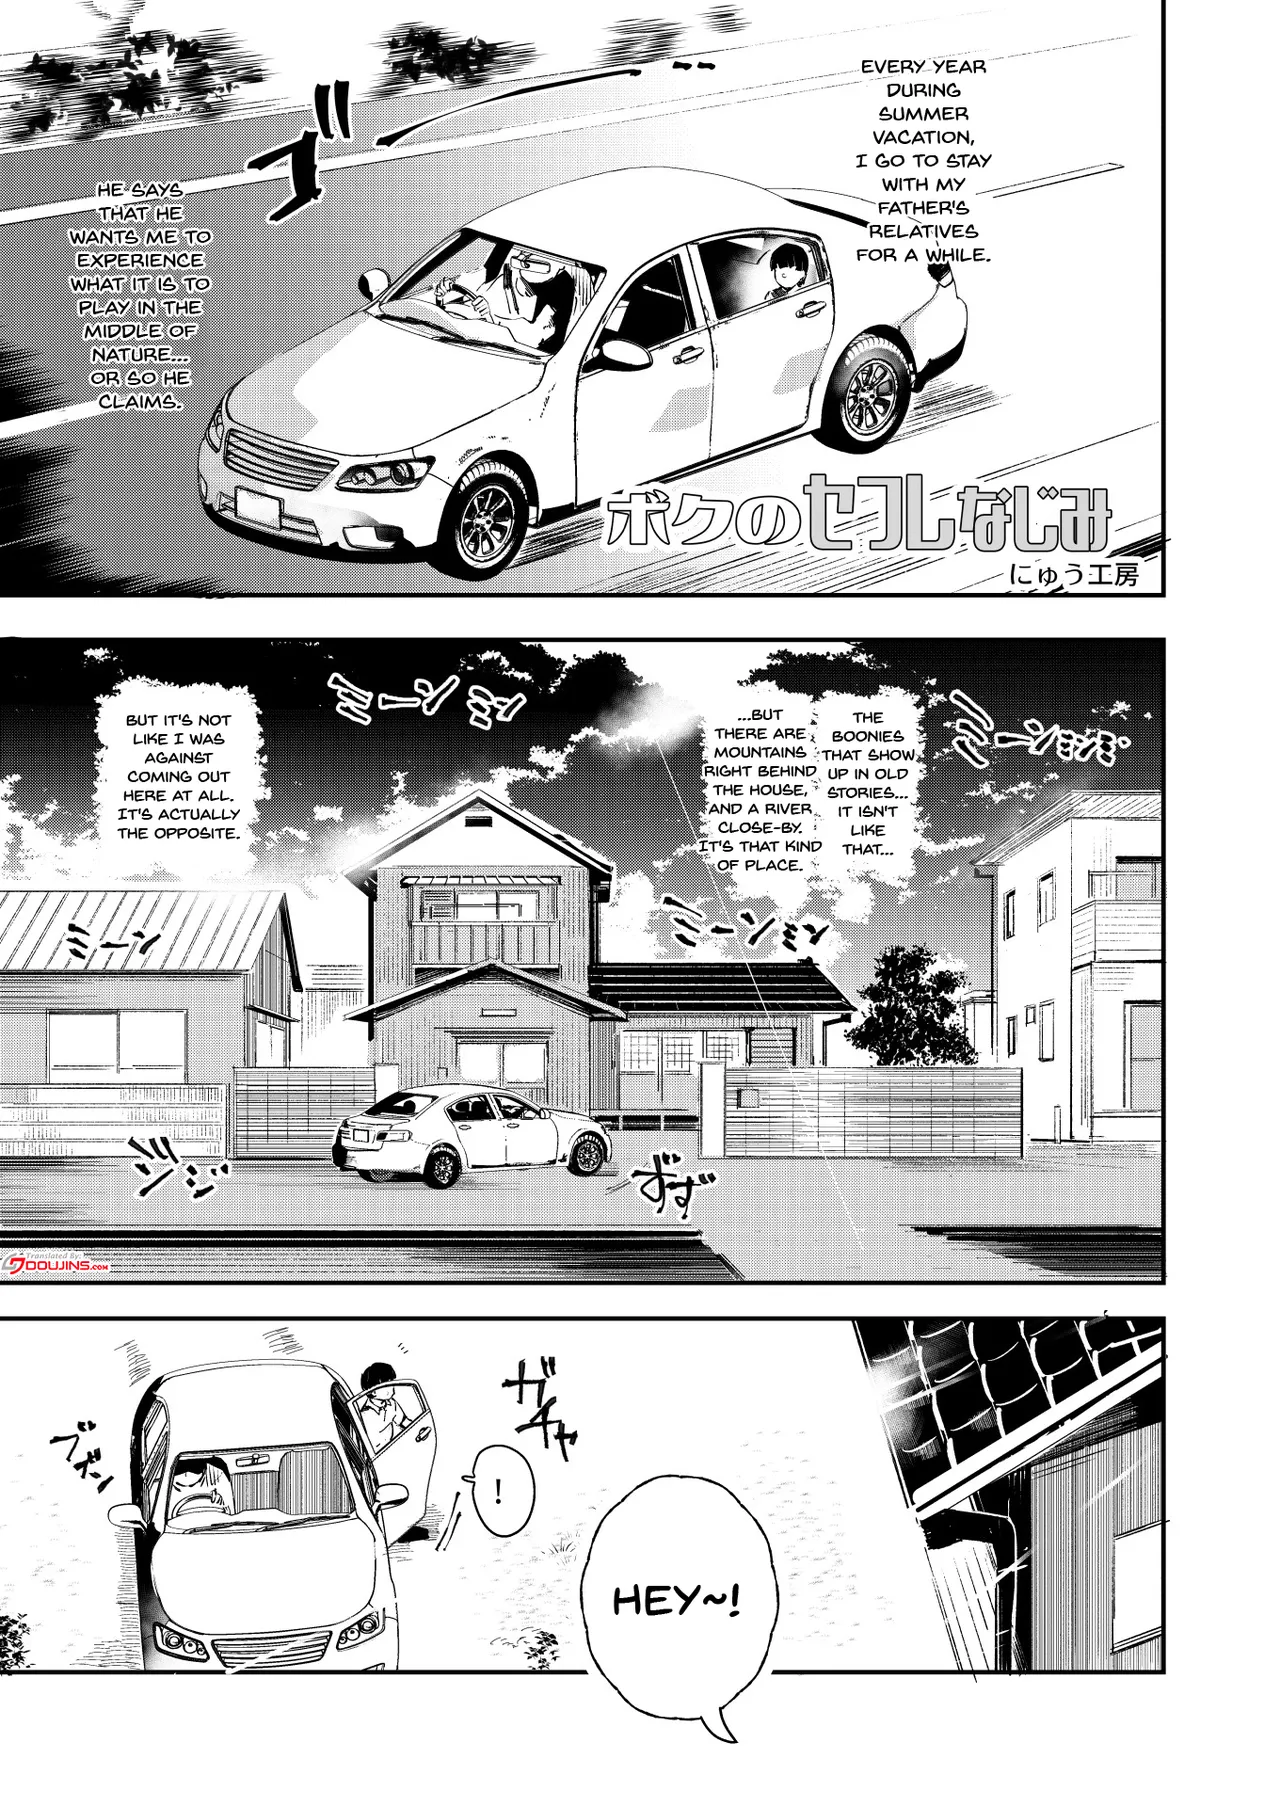 EVERY YEAR
DURING
SUMMER
VACATION,
I GO TO STAY
WITH MY
FATHER'S
RELATIVES
FOR A WHILE.
ブーッ
HE SAYS
THAT HE
WANTS ME TO
EXPERIENCE
WHAT IT IS TO
PLAY IN THE
MIDDLE OF
NATURE...
OR SO HE
CLAIMS.
ボクのセフレなじみ
にゅう工房
ミーンミンミン
THE
BOONIES
THAT SHOW
UP IN OLD
STORIES...
IT ISN'T
LIKE
THAT...
...BUT
THERE ARE
MOUNTAINS
RIGHT BEHIND
THE HOUSE,
AND A RIVER
CLOSE-BY.
IT'S THAT KIND
OF PLACE.
ミーンミン
BUT IT'S NOT
LIKE I WAS
AGAINST
COMING OUT
HERE AT ALL.
IT'S ACTUALLY
THE OPPOSITE.
ミーンミン
ミーン
Translated By:
DOUJINS.COM
HEY~!
ガチャ
!